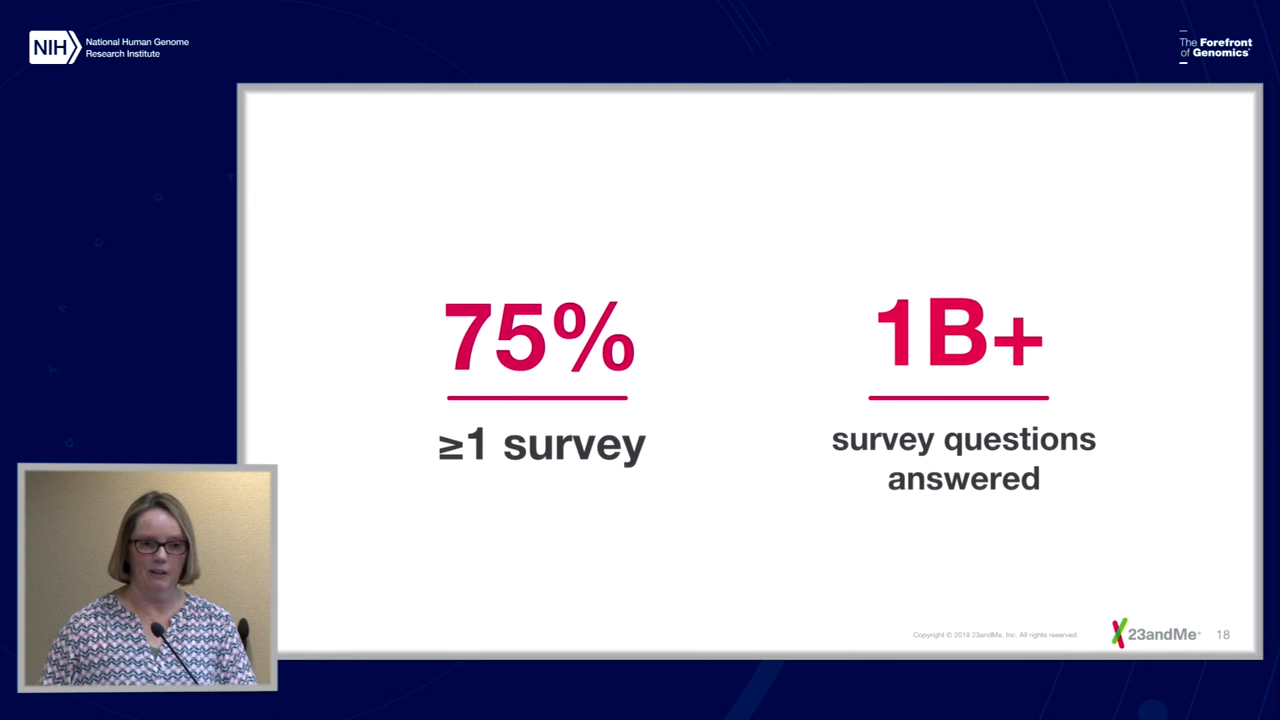 NIH
National Human Genome
Research Institute
The Forefront
of Genomics®
75%
≥1 survey
1B+
survey questions
answered
Copyright © 2019 23andMe, Inc. All rights reserved.
23andMe®
18